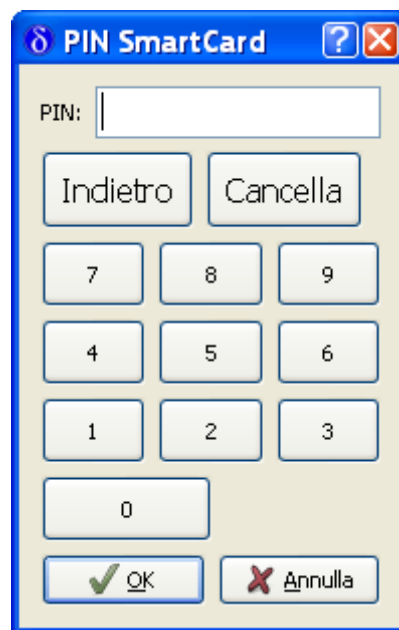 δ PIN SmartCard ?
PIN:
Indietro Cancella
7 8 9
4 5 6
1 2 3
0
OK Annulla